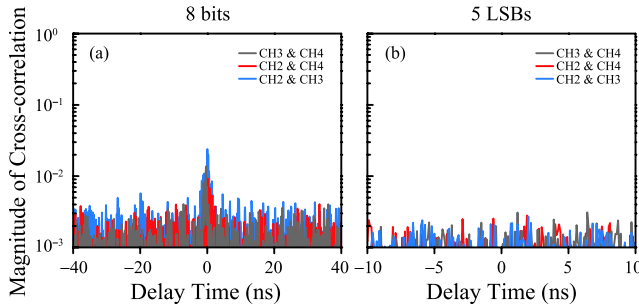 8 bits
5 LSBs
Magnitude of Cross-correlation
(a)
CH3 & CH4
CH2 & CH4
CH2 & CH3
10⁰
10⁻¹
10⁻²
10⁻³
−40 −20 0 20 40
Delay Time (ns)
(b)
CH3 & CH4
CH2 & CH4
CH2 & CH3
−10 −5 0 5 10
Delay Time (ns)